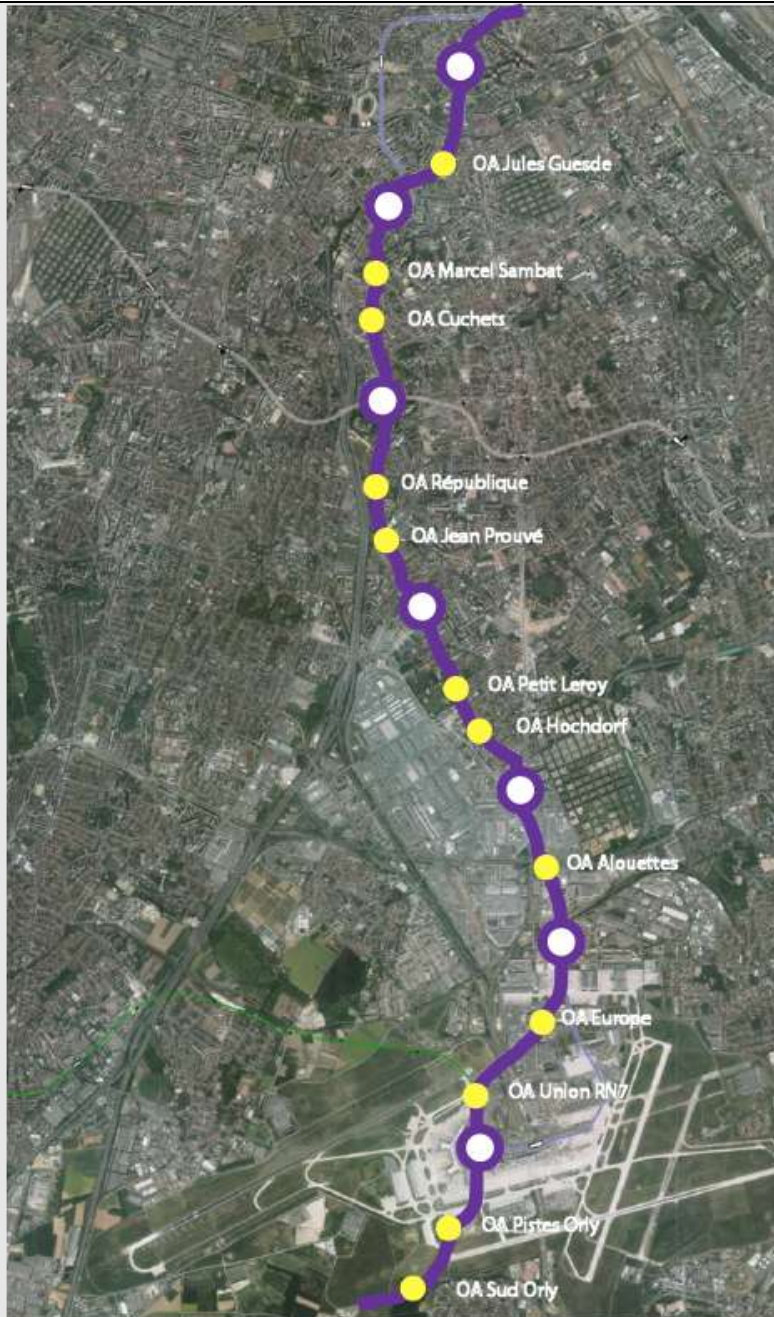 OA Jules Guesde
OA Marcel Sambat
OA Cuchets
OA République
OA Jean Prouvé
OA Petit Leroy
OA Hochdorf
OA Alouettes
OA Europe
OA Union RN7
OA Pistes Orly
OA Sud Orly